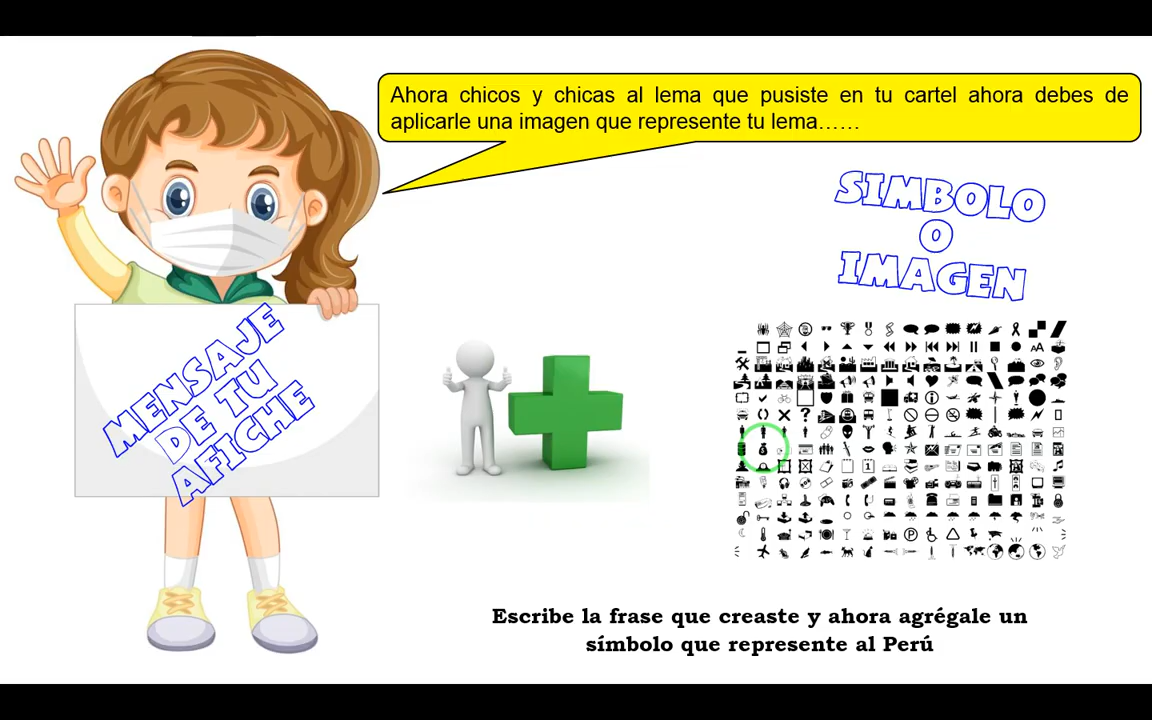 Ahora chicos y chicas al lema que pusiste en tu cartel ahora debes de
aplicarle una imagen que represente tu lema……
SIMBOLO
O
IMAGEN
MENSAJE
DE TU
AFICHE
Escribe la frase que creaste y ahora agrégale un
símbolo que represente al Perú